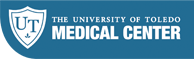 UT
THE UNIVERSITY OF TOLEDO
MEDICAL CENTER